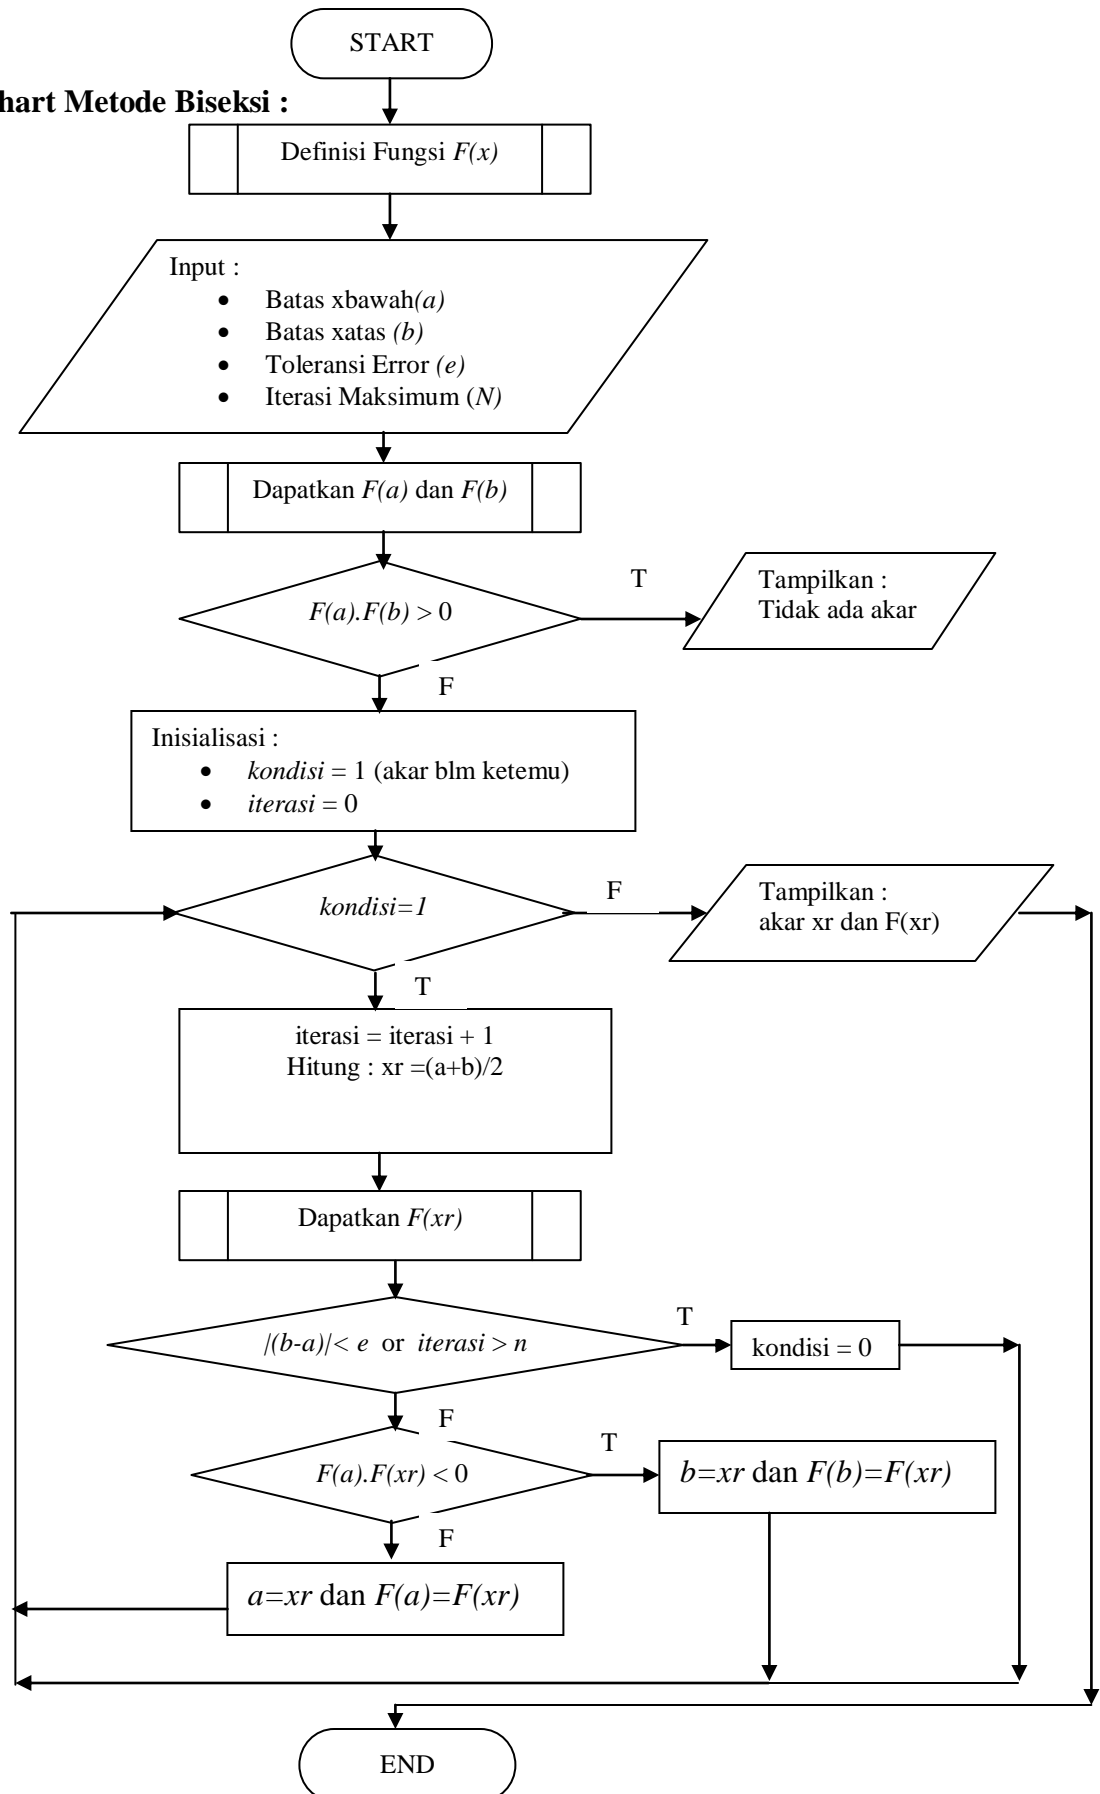 START
hart Metode Biseksi :
Definisi Fungsi F(x)
Input :
• Batas xbawah(a)
• Batas xatas (b)
• Toleransi Error (e)
• Iterasi Maksimum (N)
Dapatkan F(a) dan F(b)
F(a).F(b) > 0
T
Tampilkan :
Tidak ada akar
F
Inisialisasi :
• kondisi = 1 (akar blm ketemu)
• iterasi = 0
kondisi=1
F
Tampilkan :
akar xr dan F(xr)
T
iterasi = iterasi + 1
Hitung : xr =(a+b)/2
Dapatkan F(xr)
|(b-a)|< e or iterasi > n
T
kondisi = 0
F
F(a).F(xr) < 0
T
b=xr dan F(b)=F(xr)
F
a=xr dan F(a)=F(xr)
END